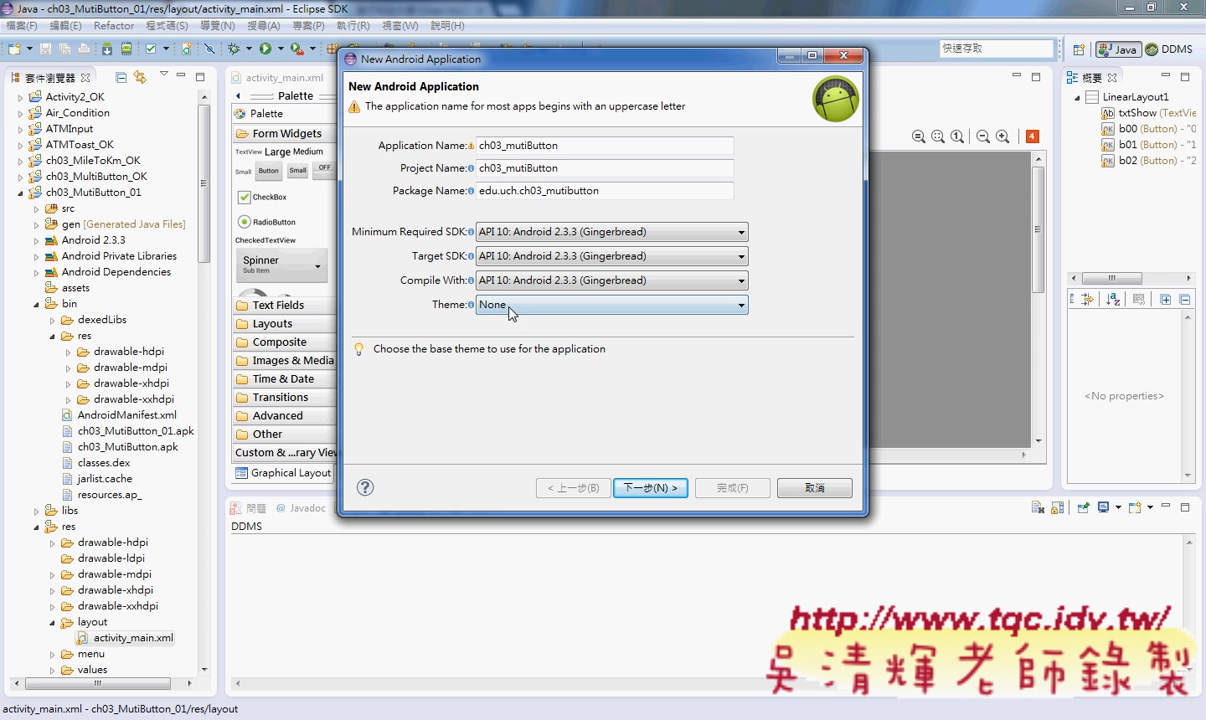 Java - ch03_MutiButton_01/res/layout/activity_main.xml - Eclipse SDK
檔案(F) 編輯(E) Refactor 程式碼(S) 導覽(N) 搜尋(A) 專案(P) 執行(R) 視窗(W) 說明(H)
快速存取
Java
DDMS
套件瀏覽器
Activity2_OK
Air_Condition
ATMInput
ATMToast_OK
ch03_MileToKm_OK
ch03_MultiButton_OK
ch03_MutiButton_01
src
gen [Generated Java Files]
Android 2.3.3
Android Private Libraries
Android Dependencies
assets
bin
dexedLibs
res
drawable-hdpi
drawable-mdpi
drawable-xhdpi
drawable-xxhdpi
AndroidManifest.xml
ch03_MutiButton_01.apk
ch03_MutiButton.apk
classes.dex
jarlist.cache
resources.ap_
libs
res
drawable-hdpi
drawable-ldpi
drawable-mdpi
drawable-xhdpi
drawable-xxhdpi
layout
activity_main.xml
menu
values
activity_main.xml
Palette
Palette
Form Widgets
TextView Large Medium
Small Button Small OFF
CheckBox
RadioButton
CheckedTextView
Spinner
Sub Item
Text Fields
Layouts
Composite
Images & Media
Time & Date
Transitions
Advanced
Other
Custom & ...rary View
Graphical Layout
New Android Application
New Android Application
The application name for most apps begins with an uppercase letter
Application Name: ch03_mutiButton
Project Name: ch03_mutiButton
Package Name: edu.uch.ch03_mutibutton
Minimum Required SDK: API 10: Android 2.3.3 (Gingerbread)
Target SDK: API 10: Android 2.3.3 (Gingerbread)
Compile With: API 10: Android 2.3.3 (Gingerbread)
Theme: None
Choose the base theme to use for the application
< 上一步(B)
下一步(N) >
完成(F)
取消
4
概要
LinearLayout1
txtShow (TextVie
b00 (Button) - "0
b01 (Button) - "1
b02 (Button) - "2
<No properties>
問題 @ Javadoc
DDMS
http://www.tqc.idv.tw/
吳清輝老師錄製
activity_main.xml - ch03_MutiButton_01/res/layout